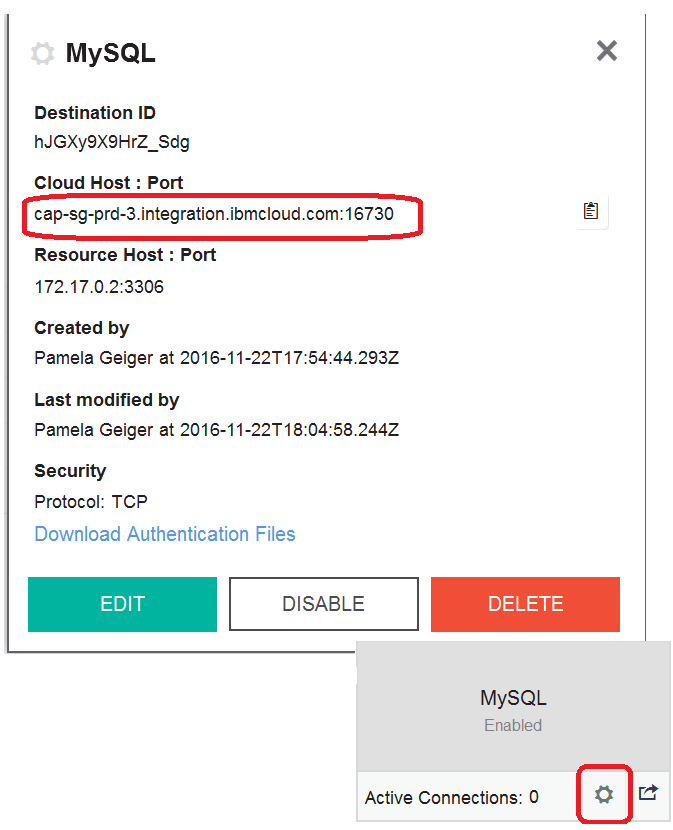 MySQL
Destination ID
hJGXy9X9HrZ_Sdg
Cloud Host : Port
cap-sg-prd-3.integration.ibmcloud.com:16730
Resource Host : Port
172.17.0.2:3306
Created by
Pamela Geiger at 2016-11-22T17:54:44.293Z
Last modified by
Pamela Geiger at 2016-11-22T18:04:58.244Z
Security
Protocol: TCP
Download Authentication Files
EDIT DISABLE DELETE
MySQL
Enabled
Active Connections: 0